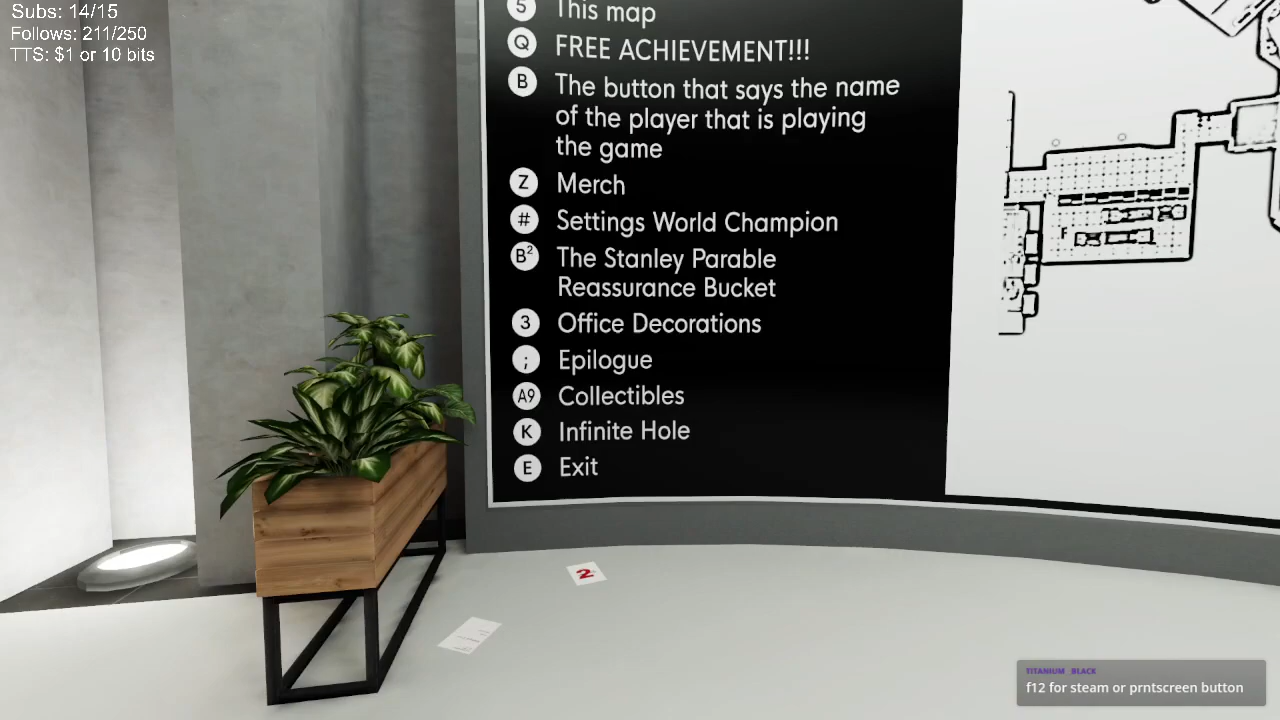 Subs: 14/15
Follows: 211/250
TTS: $1 or 10 bits
5 This map
Q FREE ACHIEVEMENT!!!
B The button that says the name
of the player that is playing
the game
Z Merch
# Settings World Champion
B² The Stanley Parable
Reassurance Bucket
3 Office Decorations
; Epilogue
A9 Collectibles
K Infinite Hole
E Exit
F
2
TITANIUM_BLACK
f12 for steam or prntscreen button